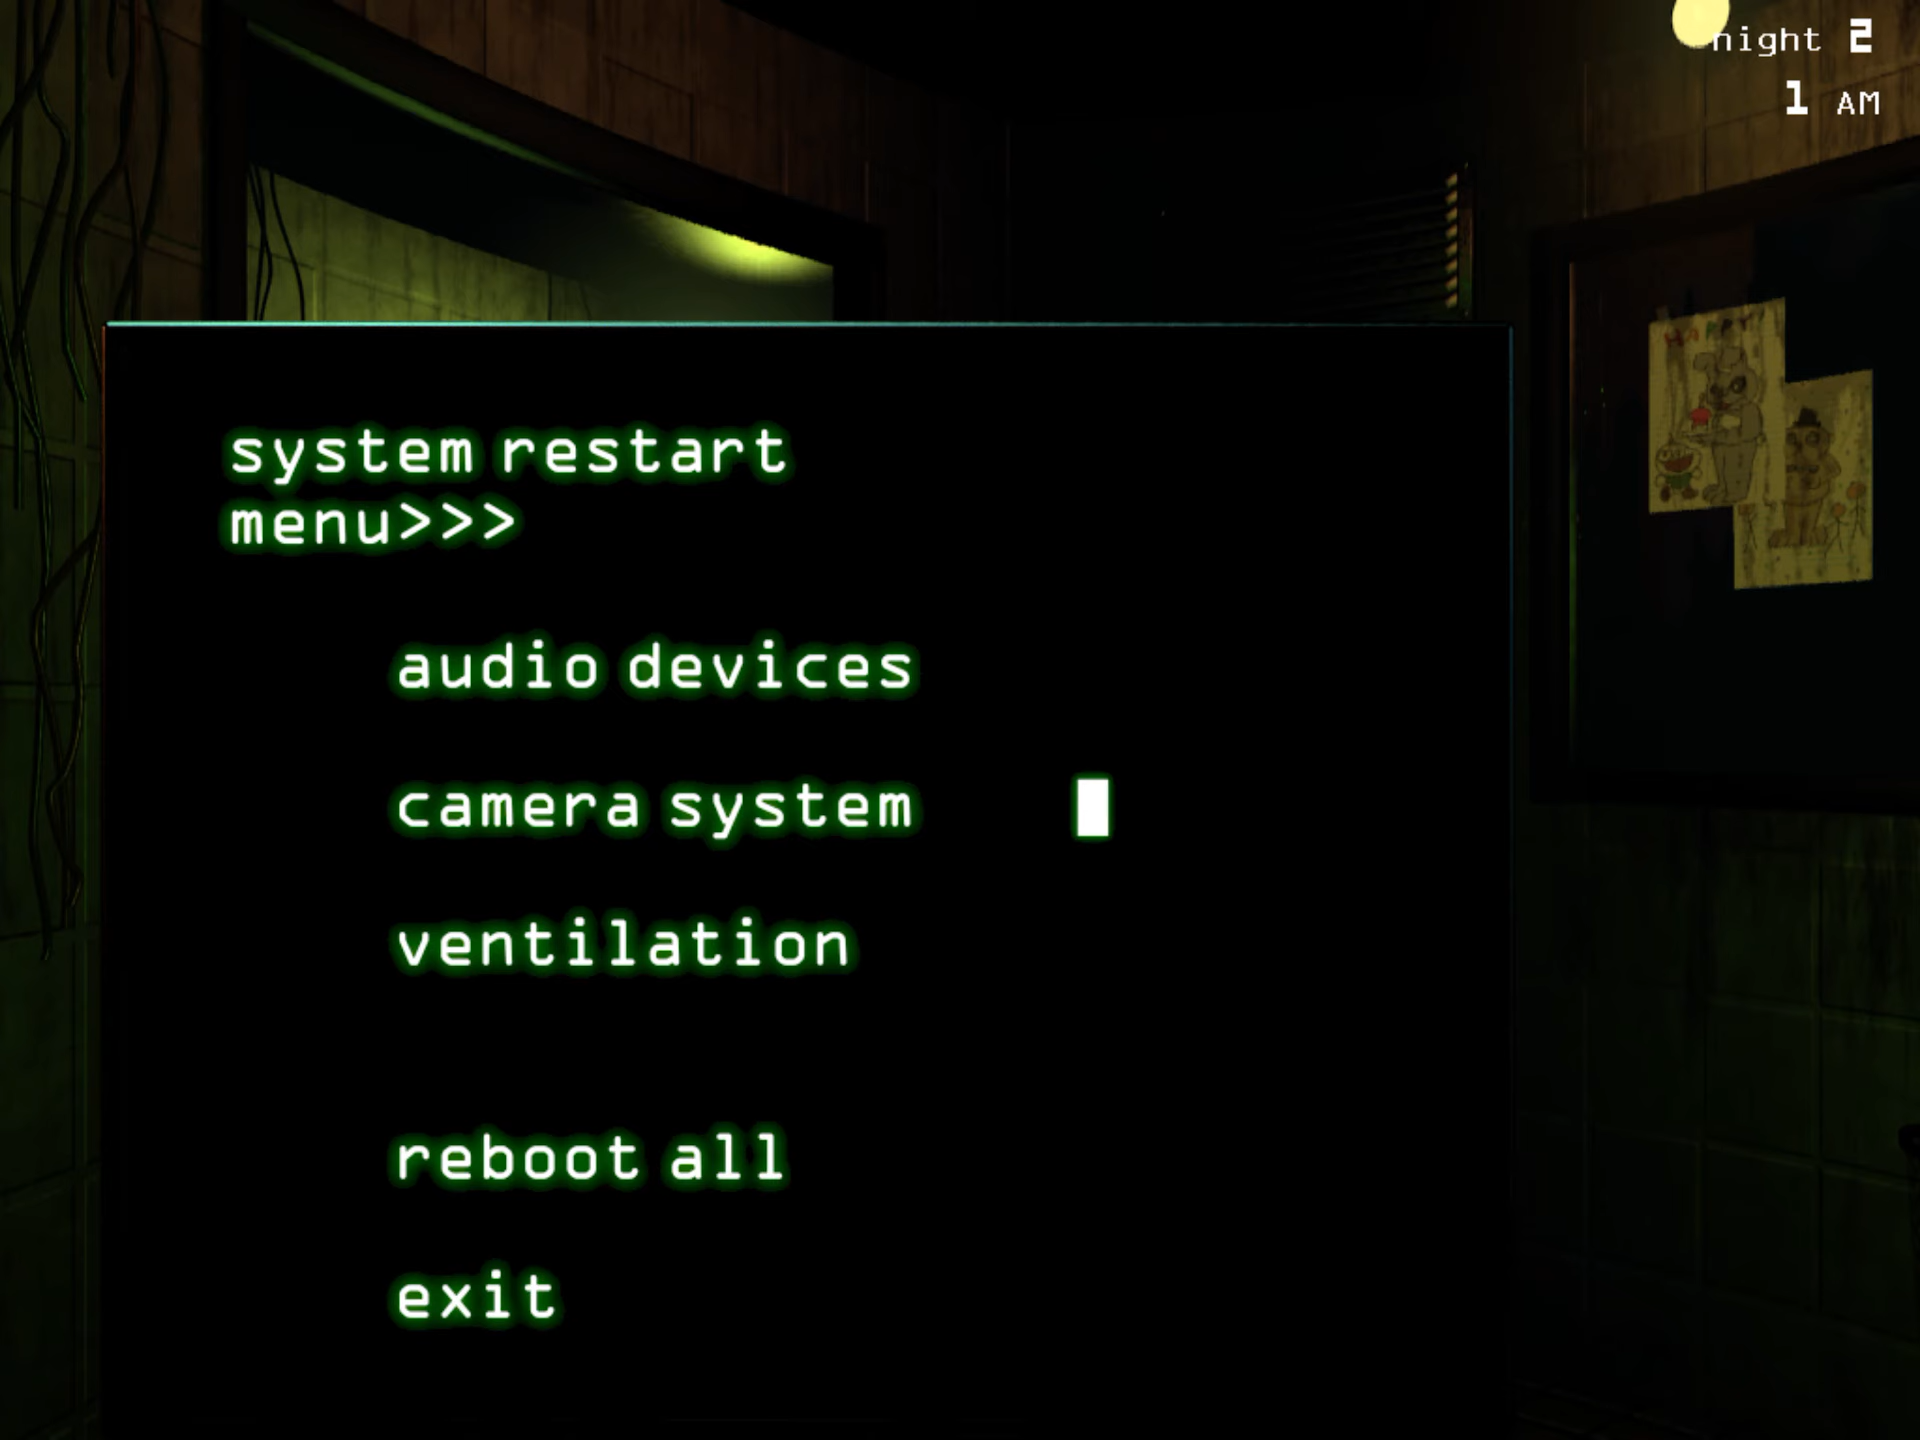 night 2
1 AM
system restart
menu>>>
audio devices
camera system
ventilation
reboot all
exit